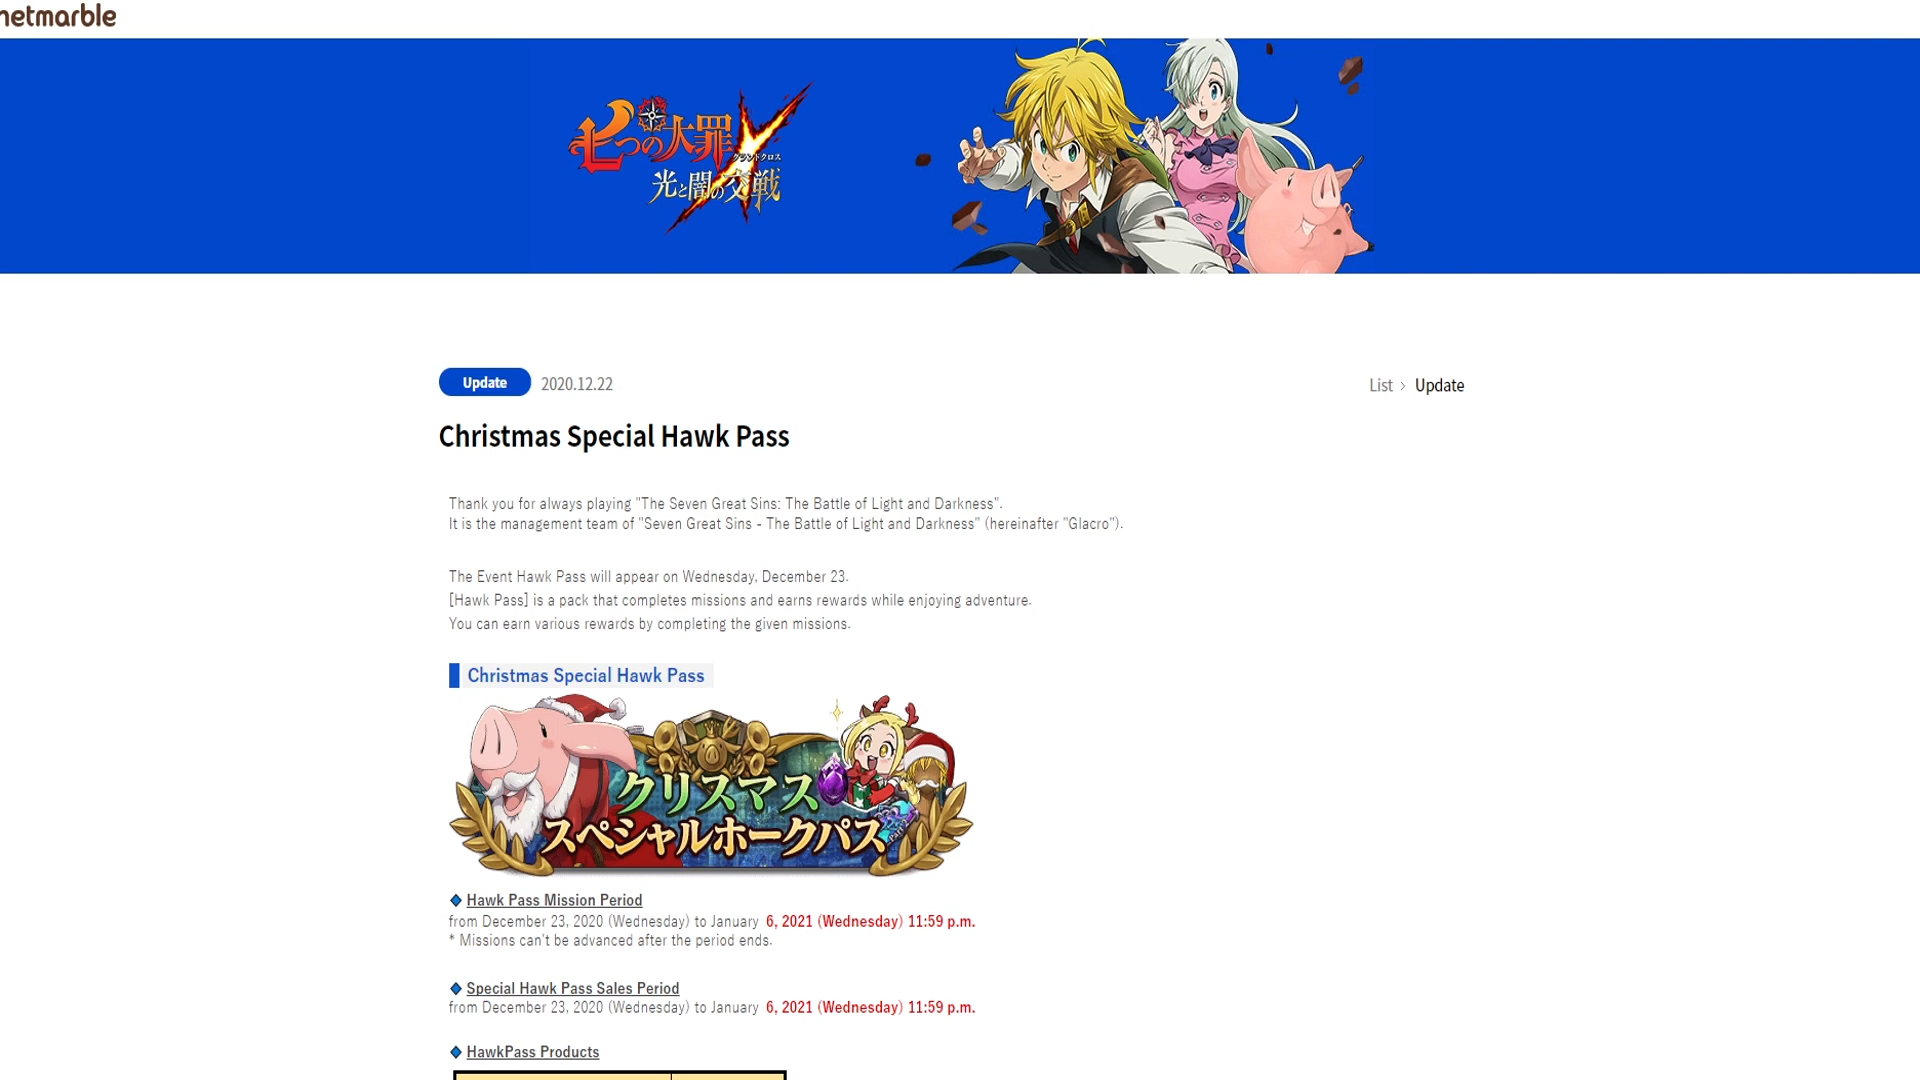 netmarble
七つの大罪
グランドクロス
光と闇の交戦
Update 2020.12.22
List › Update
Christmas Special Hawk Pass
Thank you for always playing "The Seven Great Sins: The Battle of Light and Darkness".
It is the management team of "Seven Great Sins - The Battle of Light and Darkness" (hereinafter "Glacro").
The Event Hawk Pass will appear on Wednesday, December 23.
[Hawk Pass] is a pack that completes missions and earns rewards while enjoying adventure.
You can earn various rewards by completing the given missions.
Christmas Special Hawk Pass
クリスマス
スペシャルホークパス
Hawk Pass Mission Period
from December 23, 2020 (Wednesday) to January 6, 2021 (Wednesday) 11:59 p.m.
* Missions can't be advanced after the period ends.
Special Hawk Pass Sales Period
from December 23, 2020 (Wednesday) to January 6, 2021 (Wednesday) 11:59 p.m.
HawkPass Products